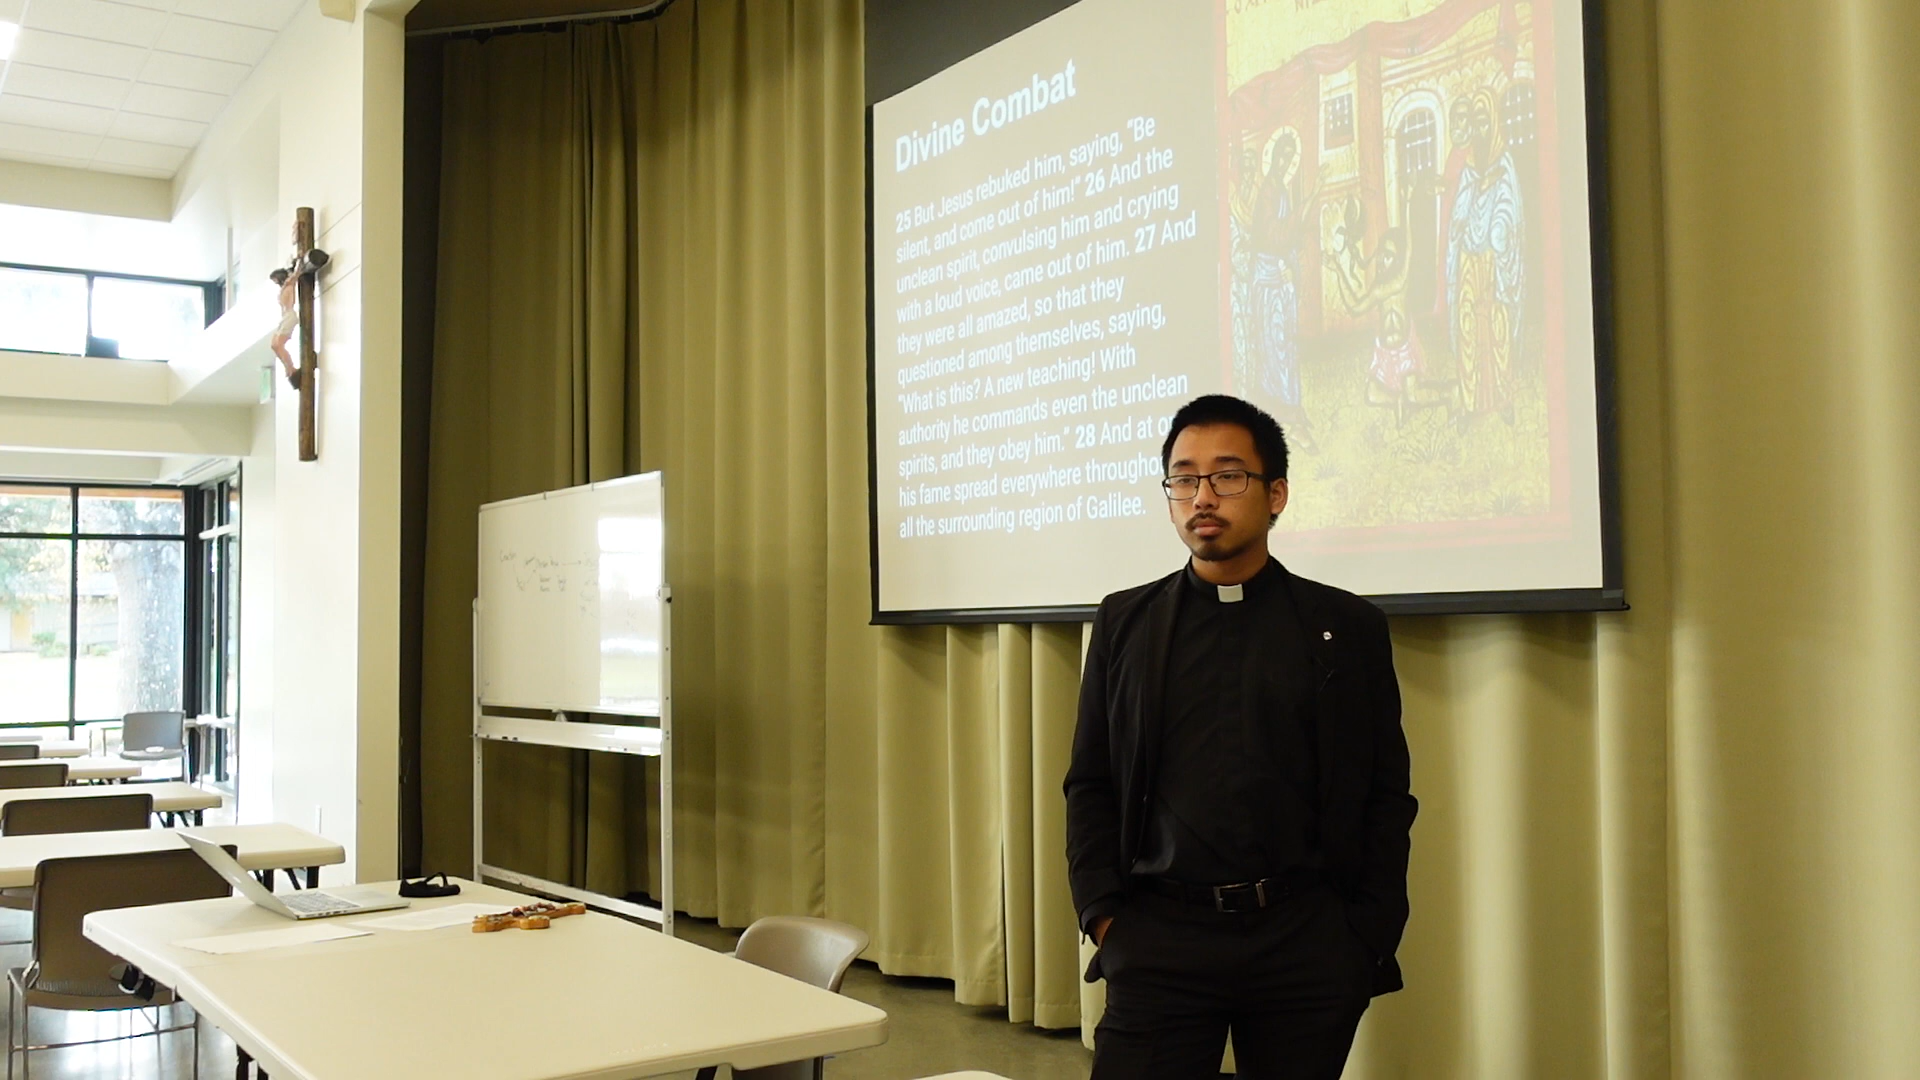 Divine Combat
25 But Jesus rebuked him, saying, “Be
silent, and come out of him!” 26 And the
unclean spirit, convulsing him and crying
with a loud voice, came out of him. 27 And
they were all amazed, so that they
questioned among themselves, saying,
“What is this? A new teaching! With
authority he commands even the unclean
spirits, and they obey him.” 28 And at
his fame spread everywhere
all the surrounding region of Galilee.